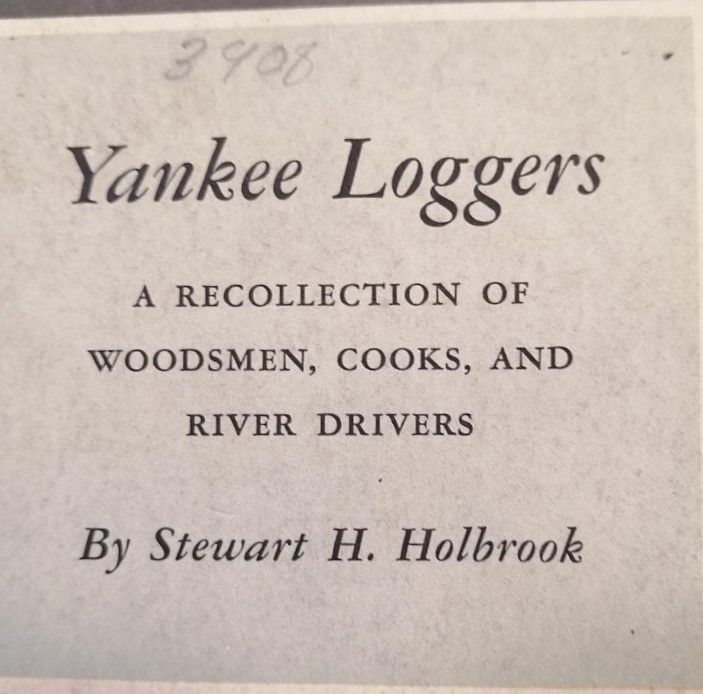 3908
Yankee Loggers
A RECOLLECTION OF
WOODSMEN, COOKS, AND
RIVER DRIVERS
By Stewart H. Holbrook